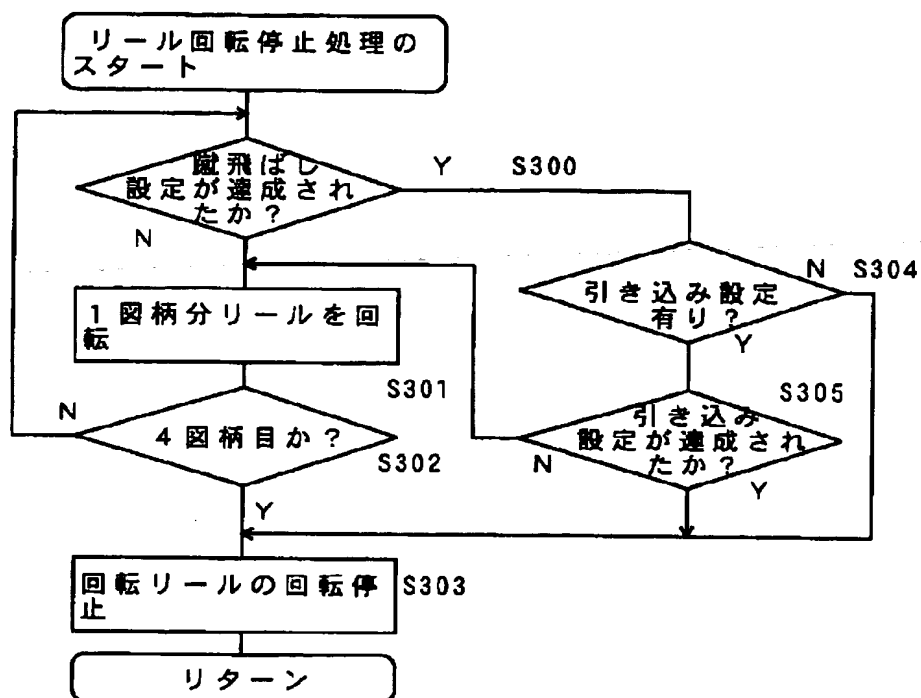 リール回転停止処理の
スタート
蹴飛ばし
設定が達成され
たか？
Y
S300
N
引き込み設定
有り？
N
S304
Y
1図柄分リールを回
転
S301
4図柄目か？
N
S302
Y
引き込み
設定が達成され
たか？
S305
N
Y
回転リールの回転停
止
S303
リターン